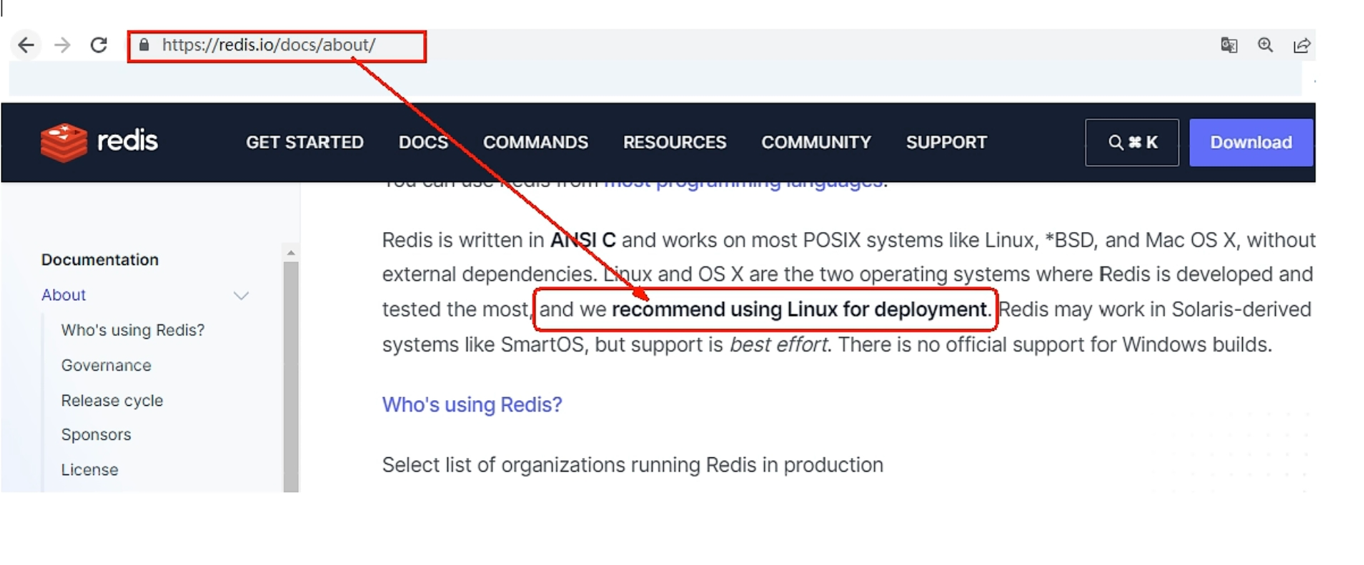 https://redis.io/docs/about/
redis GET STARTED DOCS COMMANDS RESOURCES COMMUNITY SUPPORT K Download
You can use Redis from most programming languages.
Redis is written in ANSI C and works on most POSIX systems like Linux, *BSD, and Mac OS X, without
external dependencies. Linux and OS X are the two operating systems where Redis is developed and
tested the most, and we recommend using Linux for deployment. Redis may work in Solaris-derived
systems like SmartOS, but support is best effort. There is no official support for Windows builds.
Who's using Redis?
Select list of organizations running Redis in production
Documentation
About
Who's using Redis?
Governance
Release cycle
Sponsors
License